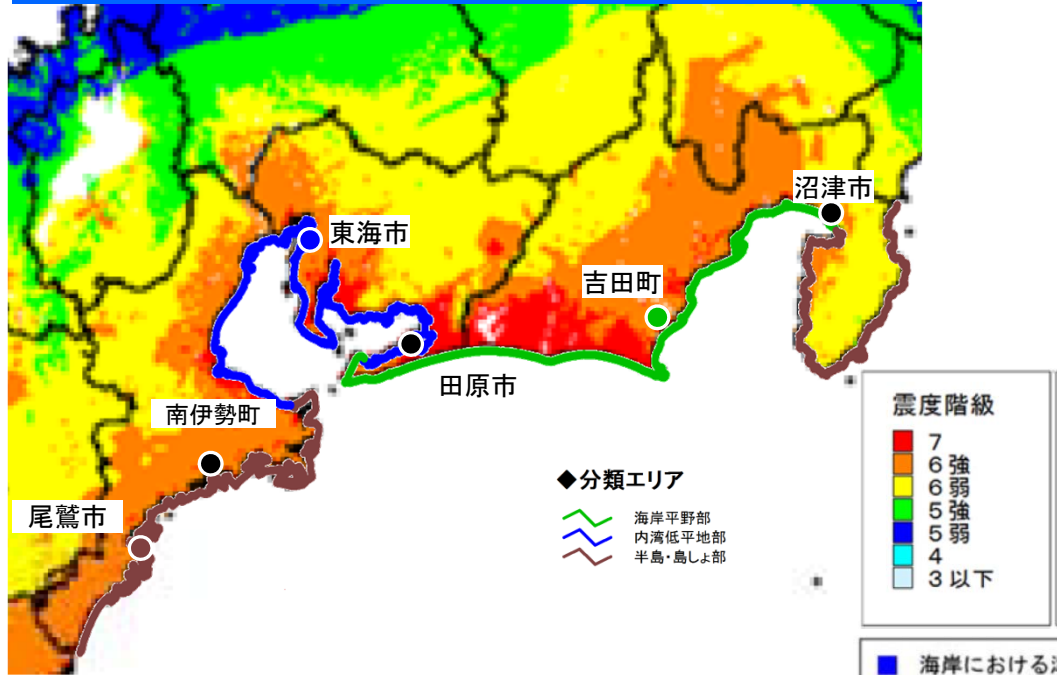 沼津市
東海市
吉田町
田原市
南伊勢町
尾鷲市
◆分類エリア
海岸平野部
内湾低平地部
半島・島しょ部
震度階級
7
6強
6弱
5強
5弱
4
3以下
海岸における